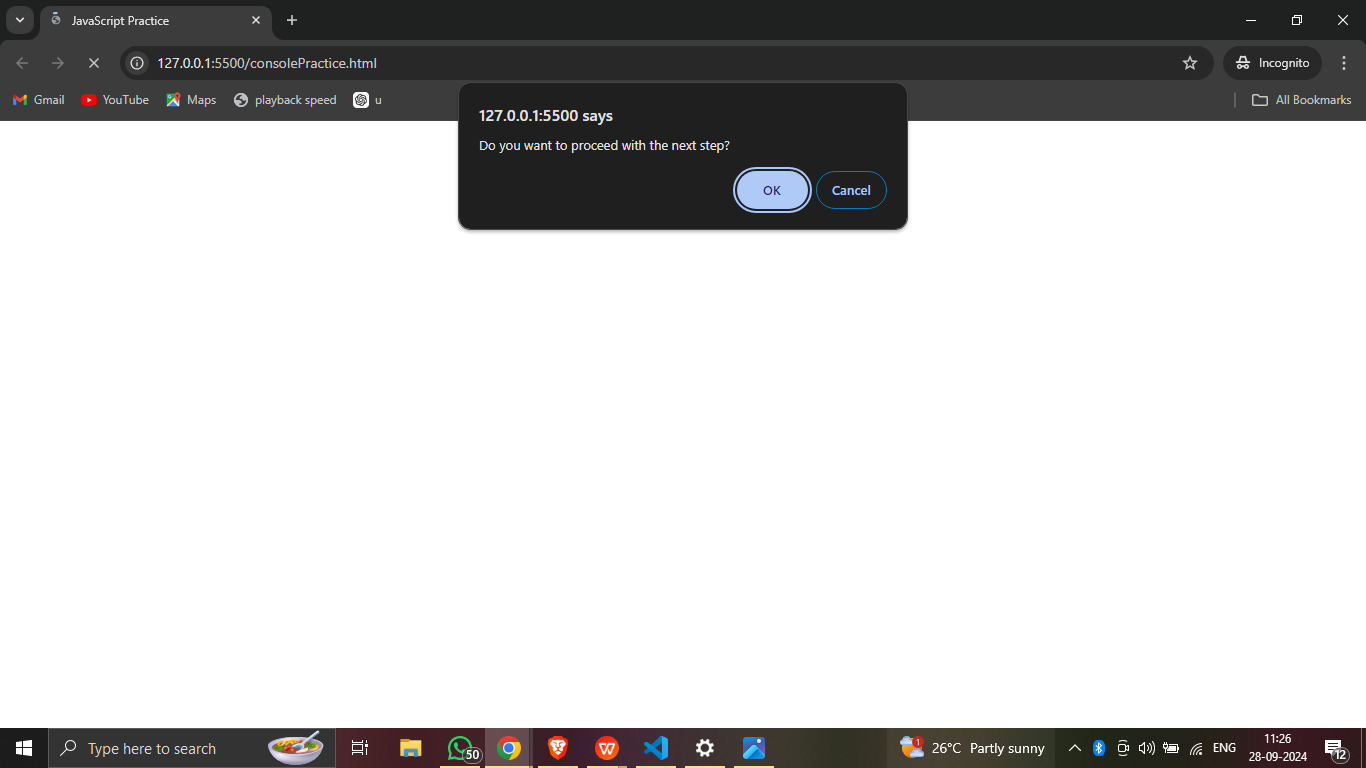 JavaScript Practice
127.0.0.1:5500/consolePractice.html
Incognito
Gmail
YouTube
Maps
playback speed
u
All Bookmarks
127.0.0.1:5500 says
Do you want to proceed with the next step?
OK
Cancel
Type here to search
50
1
26°C Partly sunny
ENG
11:26
28-09-2024
12